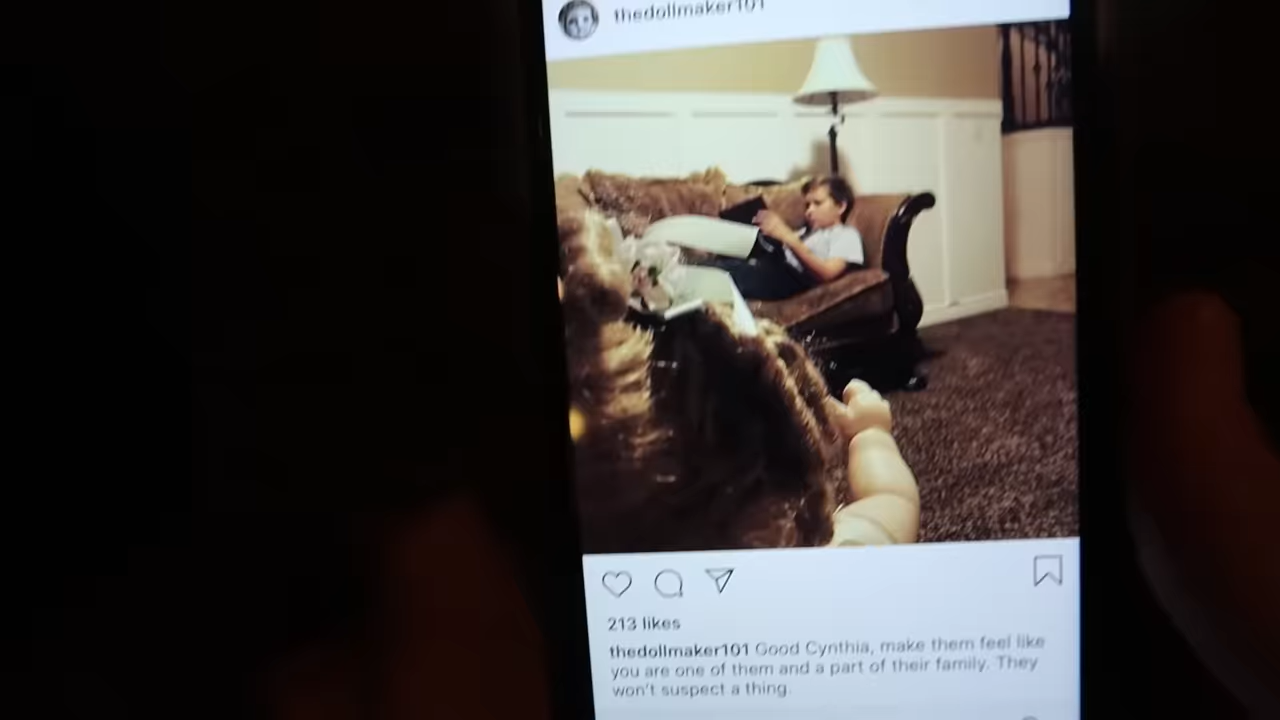 thedollmaker101
213 likes
thedollmaker101 Good Cynthia, make them feel like
you are one of them and a part of their family. They
won't suspect a thing.